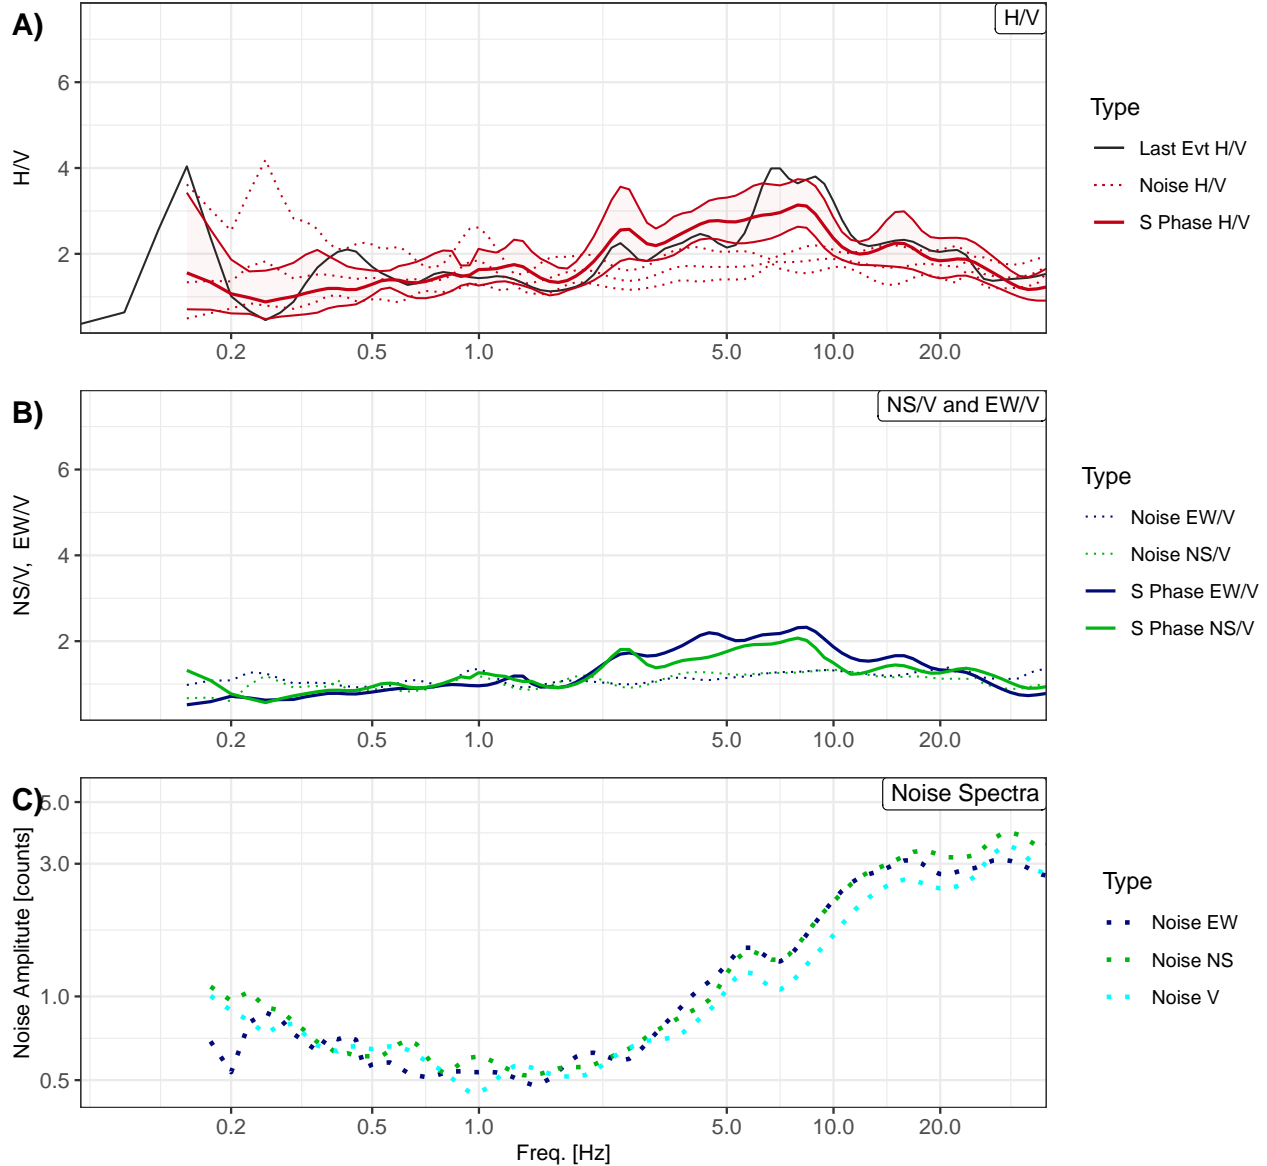 A)
H/V
6
4
2
H/V
0.2 0.5 1.0 5.0 10.0 20.0
Type
Last Evt H/V
Noise H/V
S Phase H/V
B)
NS/V and EW/V
6
4
2
NS/V,  EW/V
0.2 0.5 1.0 5.0 10.0 20.0
Type
Noise EW/V
Noise NS/V
S Phase EW/V
S Phase NS/V
C)
Noise Spectra
5.0
3.0
1.0
0.5
Noise Amplitute [counts]
0.2 0.5 1.0 5.0 10.0 20.0
Freq. [Hz]
Type
Noise EW
Noise NS
Noise V